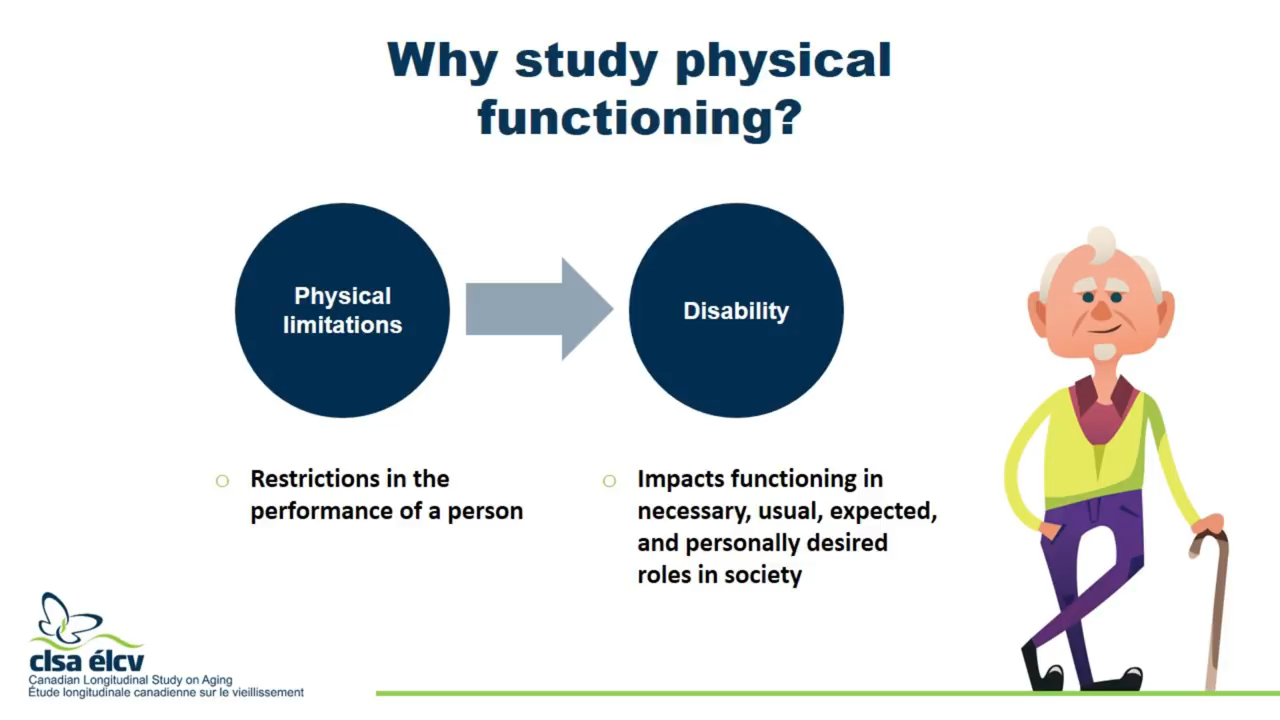 Why study physical
functioning?
Physical
limitations
Disability
○ Restrictions in the
performance of a person
○ Impacts functioning in
necessary, usual, expected,
and personally desired
roles in society
clsa élcv
Canadian Longitudinal Study on Aging
Étude longitudinale canadienne sur le vieillissement